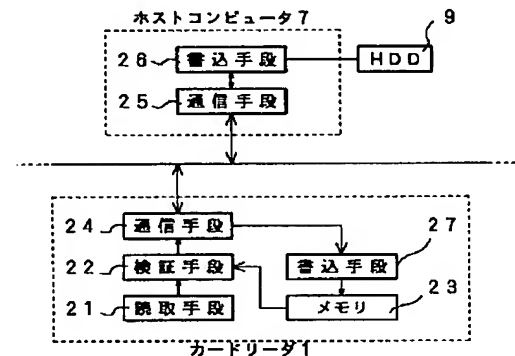 ホストコンピュータ7
9
26 書込手段
HDD
25 通信手段
24 通信手段
27
22 検証手段
書込手段
23
21 読取手段
メモリ
カードリータ1